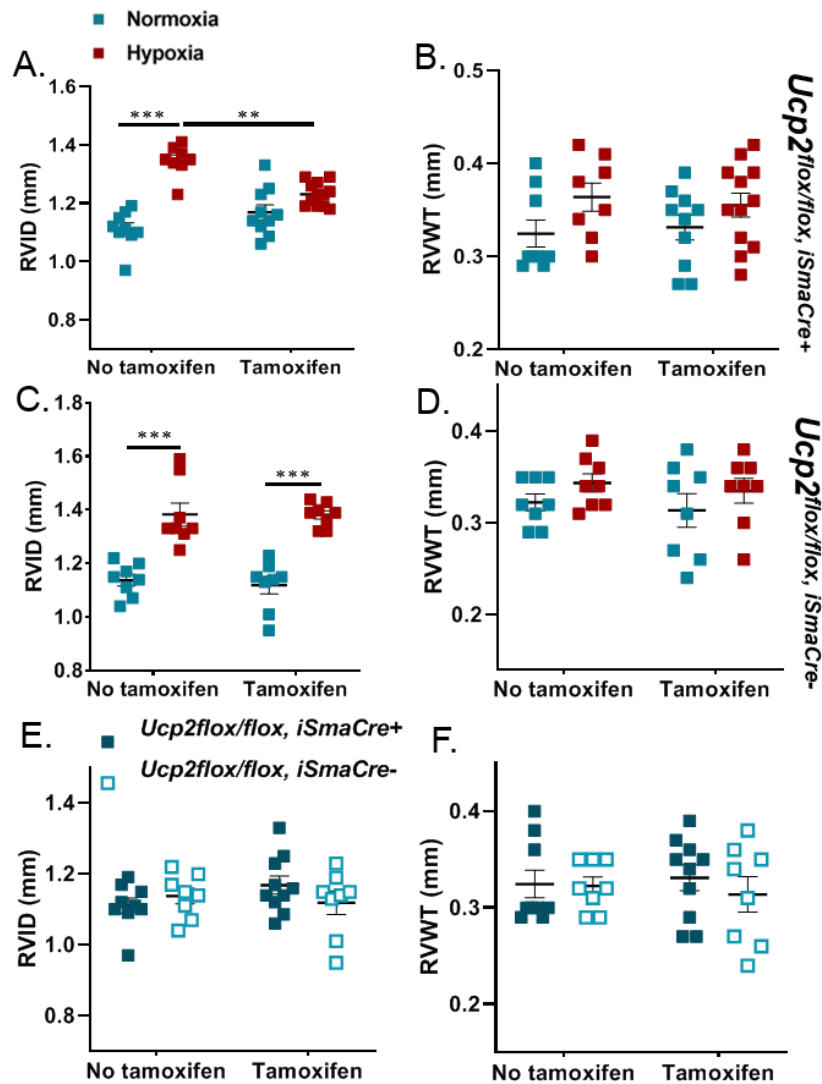 Normoxia
Hypoxia
A.
1.6
1.4
1.2
1.0
0.8
RVID (mm)
***
**
No tamoxifen
Tamoxifen
B.
0.5
0.4
0.3
0.2
RVWT (mm)
No tamoxifen
Tamoxifen
Ucp2flox/flox, iSmaCre+
C.
1.8
1.6
1.4
1.2
1.0
0.8
RVID (mm)
***
***
No tamoxifen
Tamoxifen
D.
0.4
0.3
0.2
RVWT (mm)
No tamoxifen
Tamoxifen
Ucp2flox/flox, iSmaCre-
E.
Ucp2flox/flox, iSmaCre+
Ucp2flox/flox, iSmaCre-
1.4
1.2
1.0
0.8
RVID (mm)
No tamoxifen
Tamoxifen
F.
0.4
0.3
0.2
RVWT (mm)
No tamoxifen
Tamoxifen